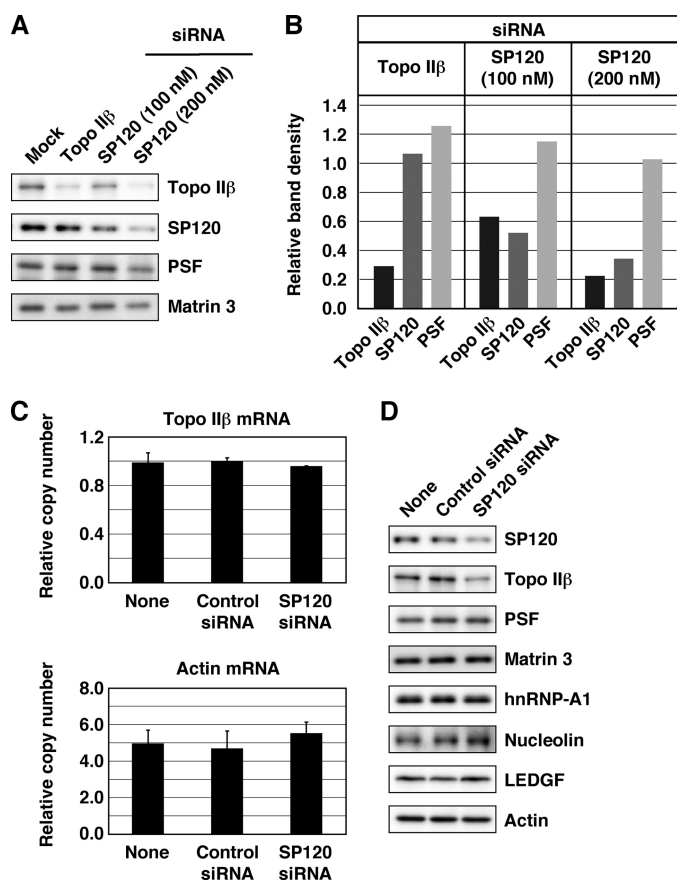 A
siRNA
Mock
Topo IIβ
SP120 (100 nM)
SP120 (200 nM)
Topo IIβ
SP120
PSF
Matrin 3
B
siRNA
Topo IIβ
SP120
(100 nM)
SP120
(200 nM)
Relative band density
1.4
1.2
1.0
0.8
0.6
0.4
0.2
0.0
Topo IIβ
SP120
PSF
Topo IIβ
SP120
PSF
Topo IIβ
SP120
PSF
C
Topo IIβ mRNA
Relative copy number
1.2
0.8
0.4
0.0
None
Control
siRNA
SP120
siRNA
Actin mRNA
Relative copy number
8.0
6.0
4.0
2.0
0.0
None
Control
siRNA
SP120
siRNA
D
None
Control siRNA
SP120 siRNA
SP120
Topo IIβ
PSF
Matrin 3
hnRNP-A1
Nucleolin
LEDGF
Actin